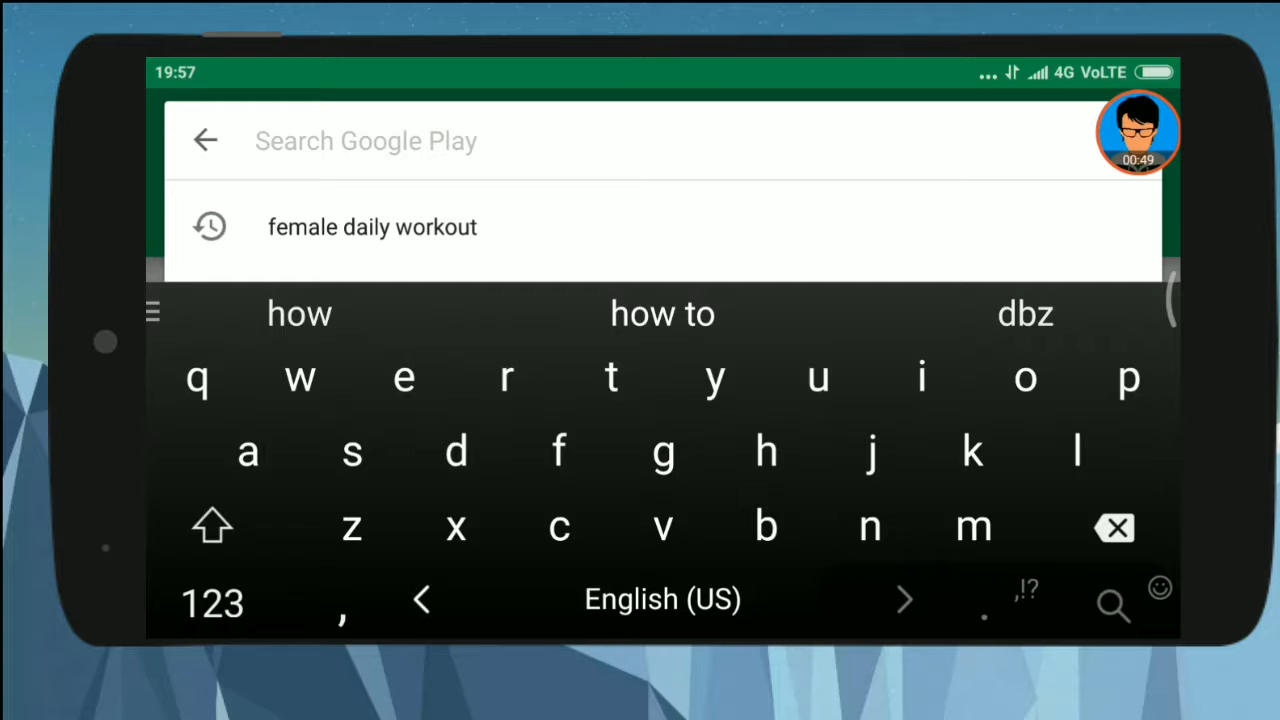 19:57 ... 4G VoLTE
Search Google Play
00:49
female daily workout
how how to dbz
q w e r t y u i o p
a s d f g h j k l
z x c v b n m
123 , English (US) . ,!?